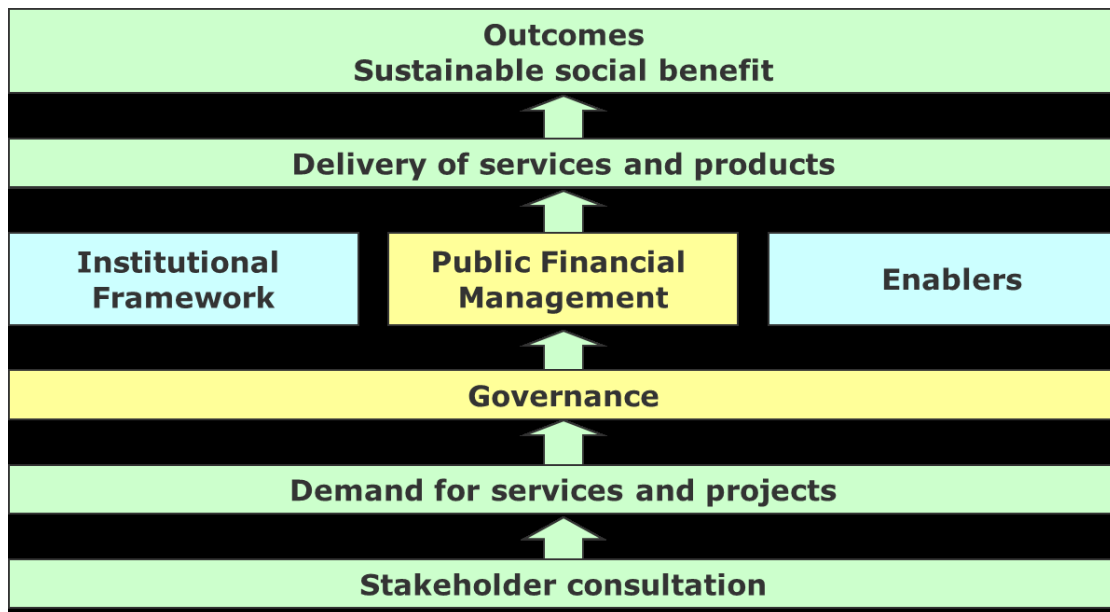 Outcomes
Sustainable social benefit
Delivery of services and products
Institutional
Framework
Public Financial
Management
Enablers
Governance
Demand for services and projects
Stakeholder consultation